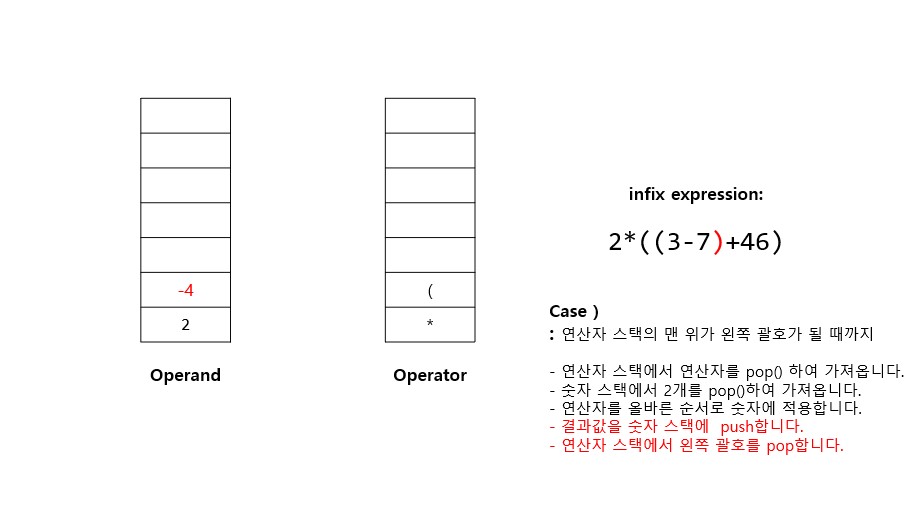 -4
(
2
*
Operand
Operator
infix expression:
2*((3-7)+46)
Case )
: 연산자 스택의 맨 위가 왼쪽 괄호가 될 때까지
- 연산자 스택에서 연산자를 pop() 하여 가져옵니다.
- 숫자 스택에서 2개를 pop()하여 가져옵니다.
- 연산자를 올바른 순서로 숫자에 적용합니다.
- 결과값을 숫자 스택에  push합니다.
- 연산자 스택에서 왼쪽 괄호를 pop합니다.